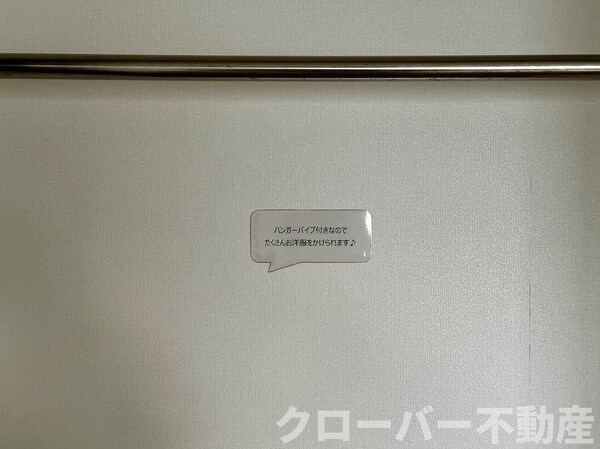 ハンガーパイプ付きなので
たくさんお洋服をかけられます♪
クローバー不動産